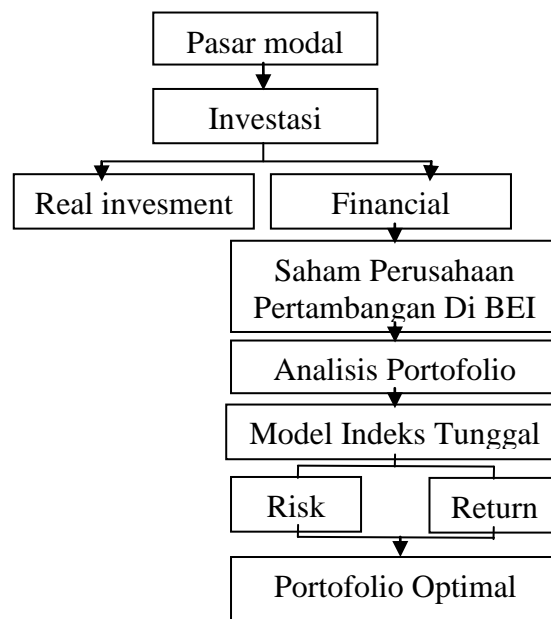 Pasar modal
Investasi
Real invesment
Financial
Saham Perusahaan
Pertambangan Di BEI
Analisis Portofolio
Model Indeks Tunggal
Risk
Return
Portofolio Optimal